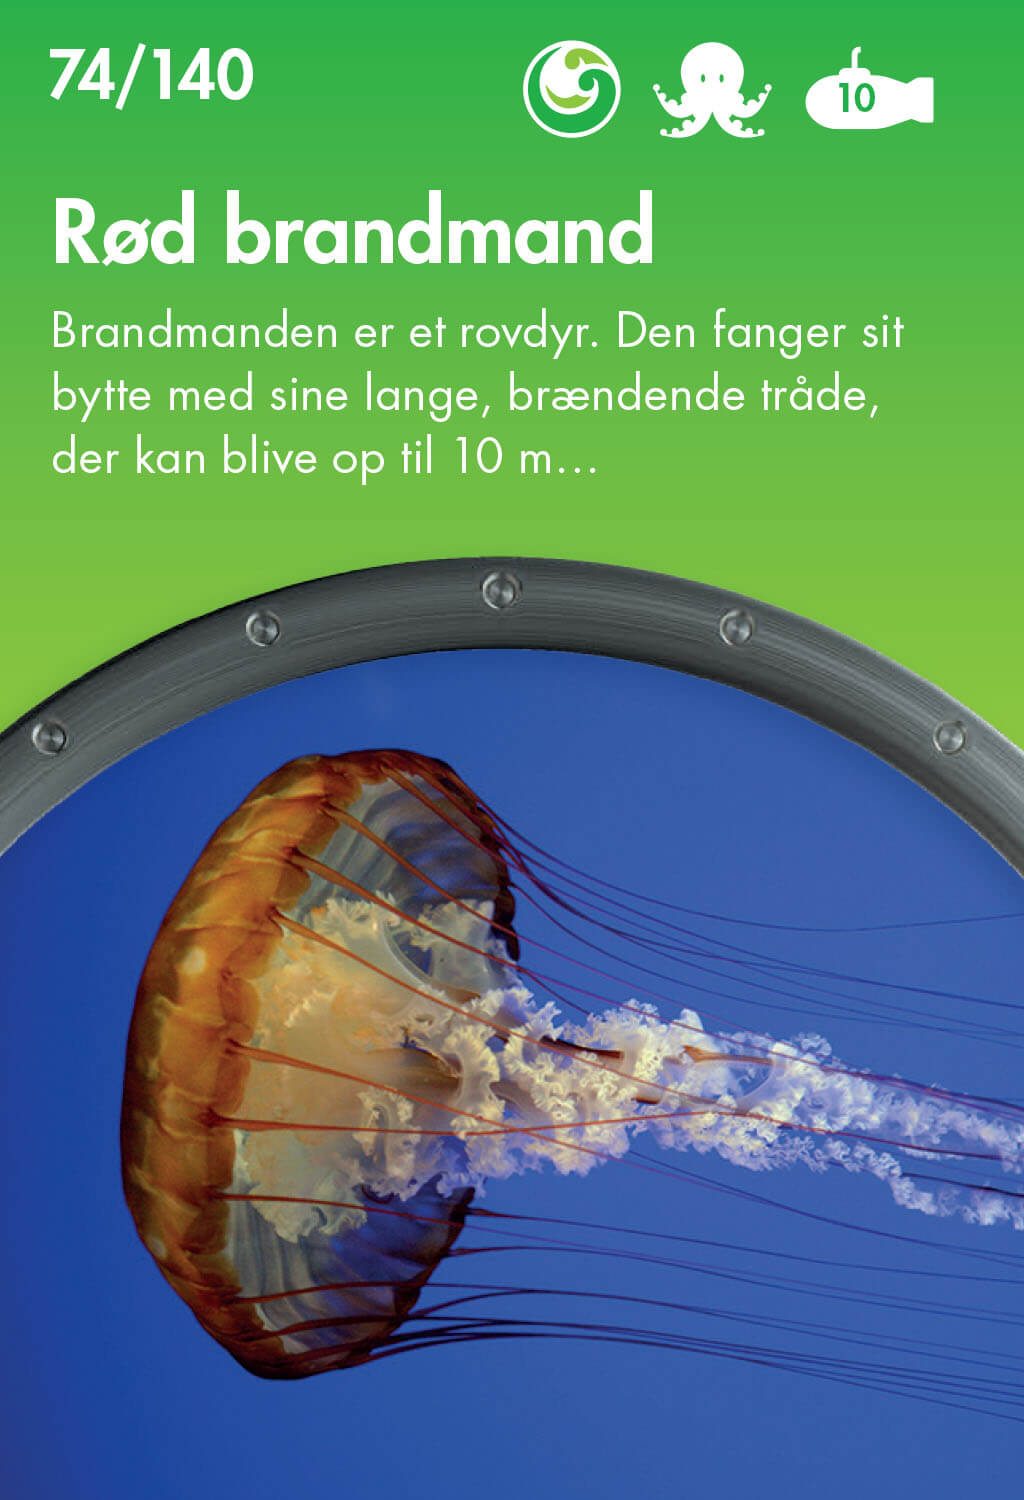 74/140
10
Rød brandmand
Brandmanden er et rovdyr. Den fanger sit
bytte med sine lange, brændende tråde,
der kan blive op til 10 m...